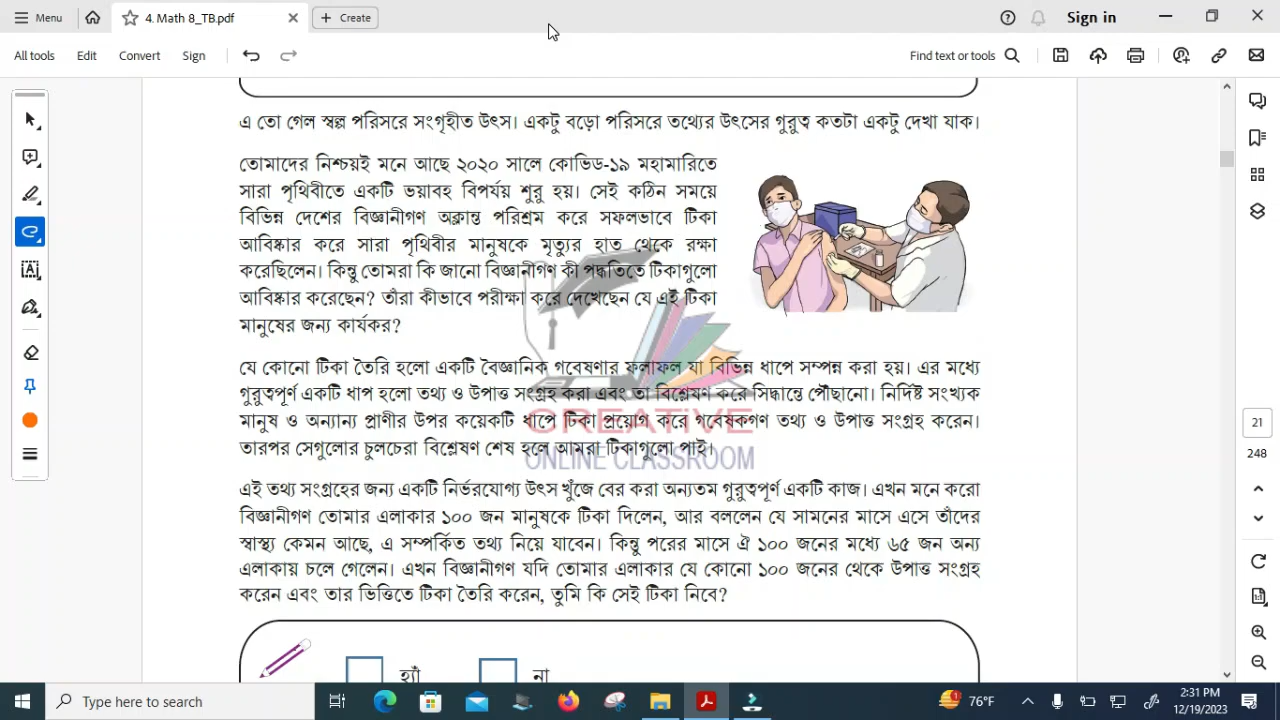 Menu
4. Math 8_TB.pdf
Create
Sign in
All tools Edit Convert Sign
Find text or tools
এ তো গেল স্বল্প পরিসরে সংগৃহীত উৎস। একটু বড়ো পরিসরে তথ্যের উৎসের গুরুত্ব কতটা একটু দেখা যাক।
তোমাদের নিশ্চয়ই মনে আছে ২০২০ সালে কোভিড-১৯ মহামারিতে
সারা পৃথিবীতে একটি ভয়াবহ বিপর্যয় শুরু হয়। সেই কঠিন সময়ে
বিভিন্ন দেশের বিজ্ঞানীগণ অক্লান্ত পরিশ্রম করে সফলভাবে টিকা
আবিষ্কার করে সারা পৃথিবীর মানুষকে মৃত্যুর হাত থেকে রক্ষা
করেছিলেন। কিন্তু তোমরা কি জানো বিজ্ঞানীগণ কী পদ্ধতিতে টিকাগুলো
আবিষ্কার করেছেন? তাঁরা কীভাবে পরীক্ষা করে দেখেছেন যে এই টিকা
মানুষের জন্য কার্যকর?
যে কোনো টিকা তৈরি হলো একটি বৈজ্ঞানিক গবেষণার ফলাফল যা বিভিন্ন ধাপে সম্পন্ন করা হয়। এর মধ্যে
গুরুত্বপূর্ণ একটি ধাপ হলো তথ্য ও উপাত্ত সংগ্রহ করা এবং তা বিশ্লেষণ করে সিদ্ধান্তে পৌঁছানো। নির্দিষ্ট সংখ্যক
মানুষ ও অন্যান্য প্রাণীর উপর কয়েকটি ধাপে টিকা প্রয়োগ করে গবেষকগণ তথ্য ও উপাত্ত সংগ্রহ করেন।
তারপর সেগুলোর চুলচেরা বিশ্লেষণ শেষ হলে আমরা টিকাগুলো পাই।
CREATIVE
ONLINE CLASSROOM
এই তথ্য সংগ্রহের জন্য একটি নির্ভরযোগ্য উৎস খুঁজে বের করা অন্যতম গুরুত্বপূর্ণ একটি কাজ। এখন মনে করো
বিজ্ঞানীগণ তোমার এলাকার ১০০ জন মানুষকে টিকা দিলেন, আর বললেন যে সামনের মাসে এসে তাঁদের
স্বাস্থ্য কেমন আছে, এ সম্পর্কিত তথ্য নিয়ে যাবেন। কিন্তু পরের মাসে ঐ ১০০ জনের মধ্যে ৬৫ জন অন্য
এলাকায় চলে গেলেন। এখন বিজ্ঞানীগণ যদি তোমার এলাকার যে কোনো ১০০ জনের থেকে উপাত্ত সংগ্রহ
করেন এবং তার ভিত্তিতে টিকা তৈরি করেন, তুমি কি সেই টিকা নিবে?
হ্যাঁ না
21
248
Type here to search
76°F
2:31 PM
12/19/2023